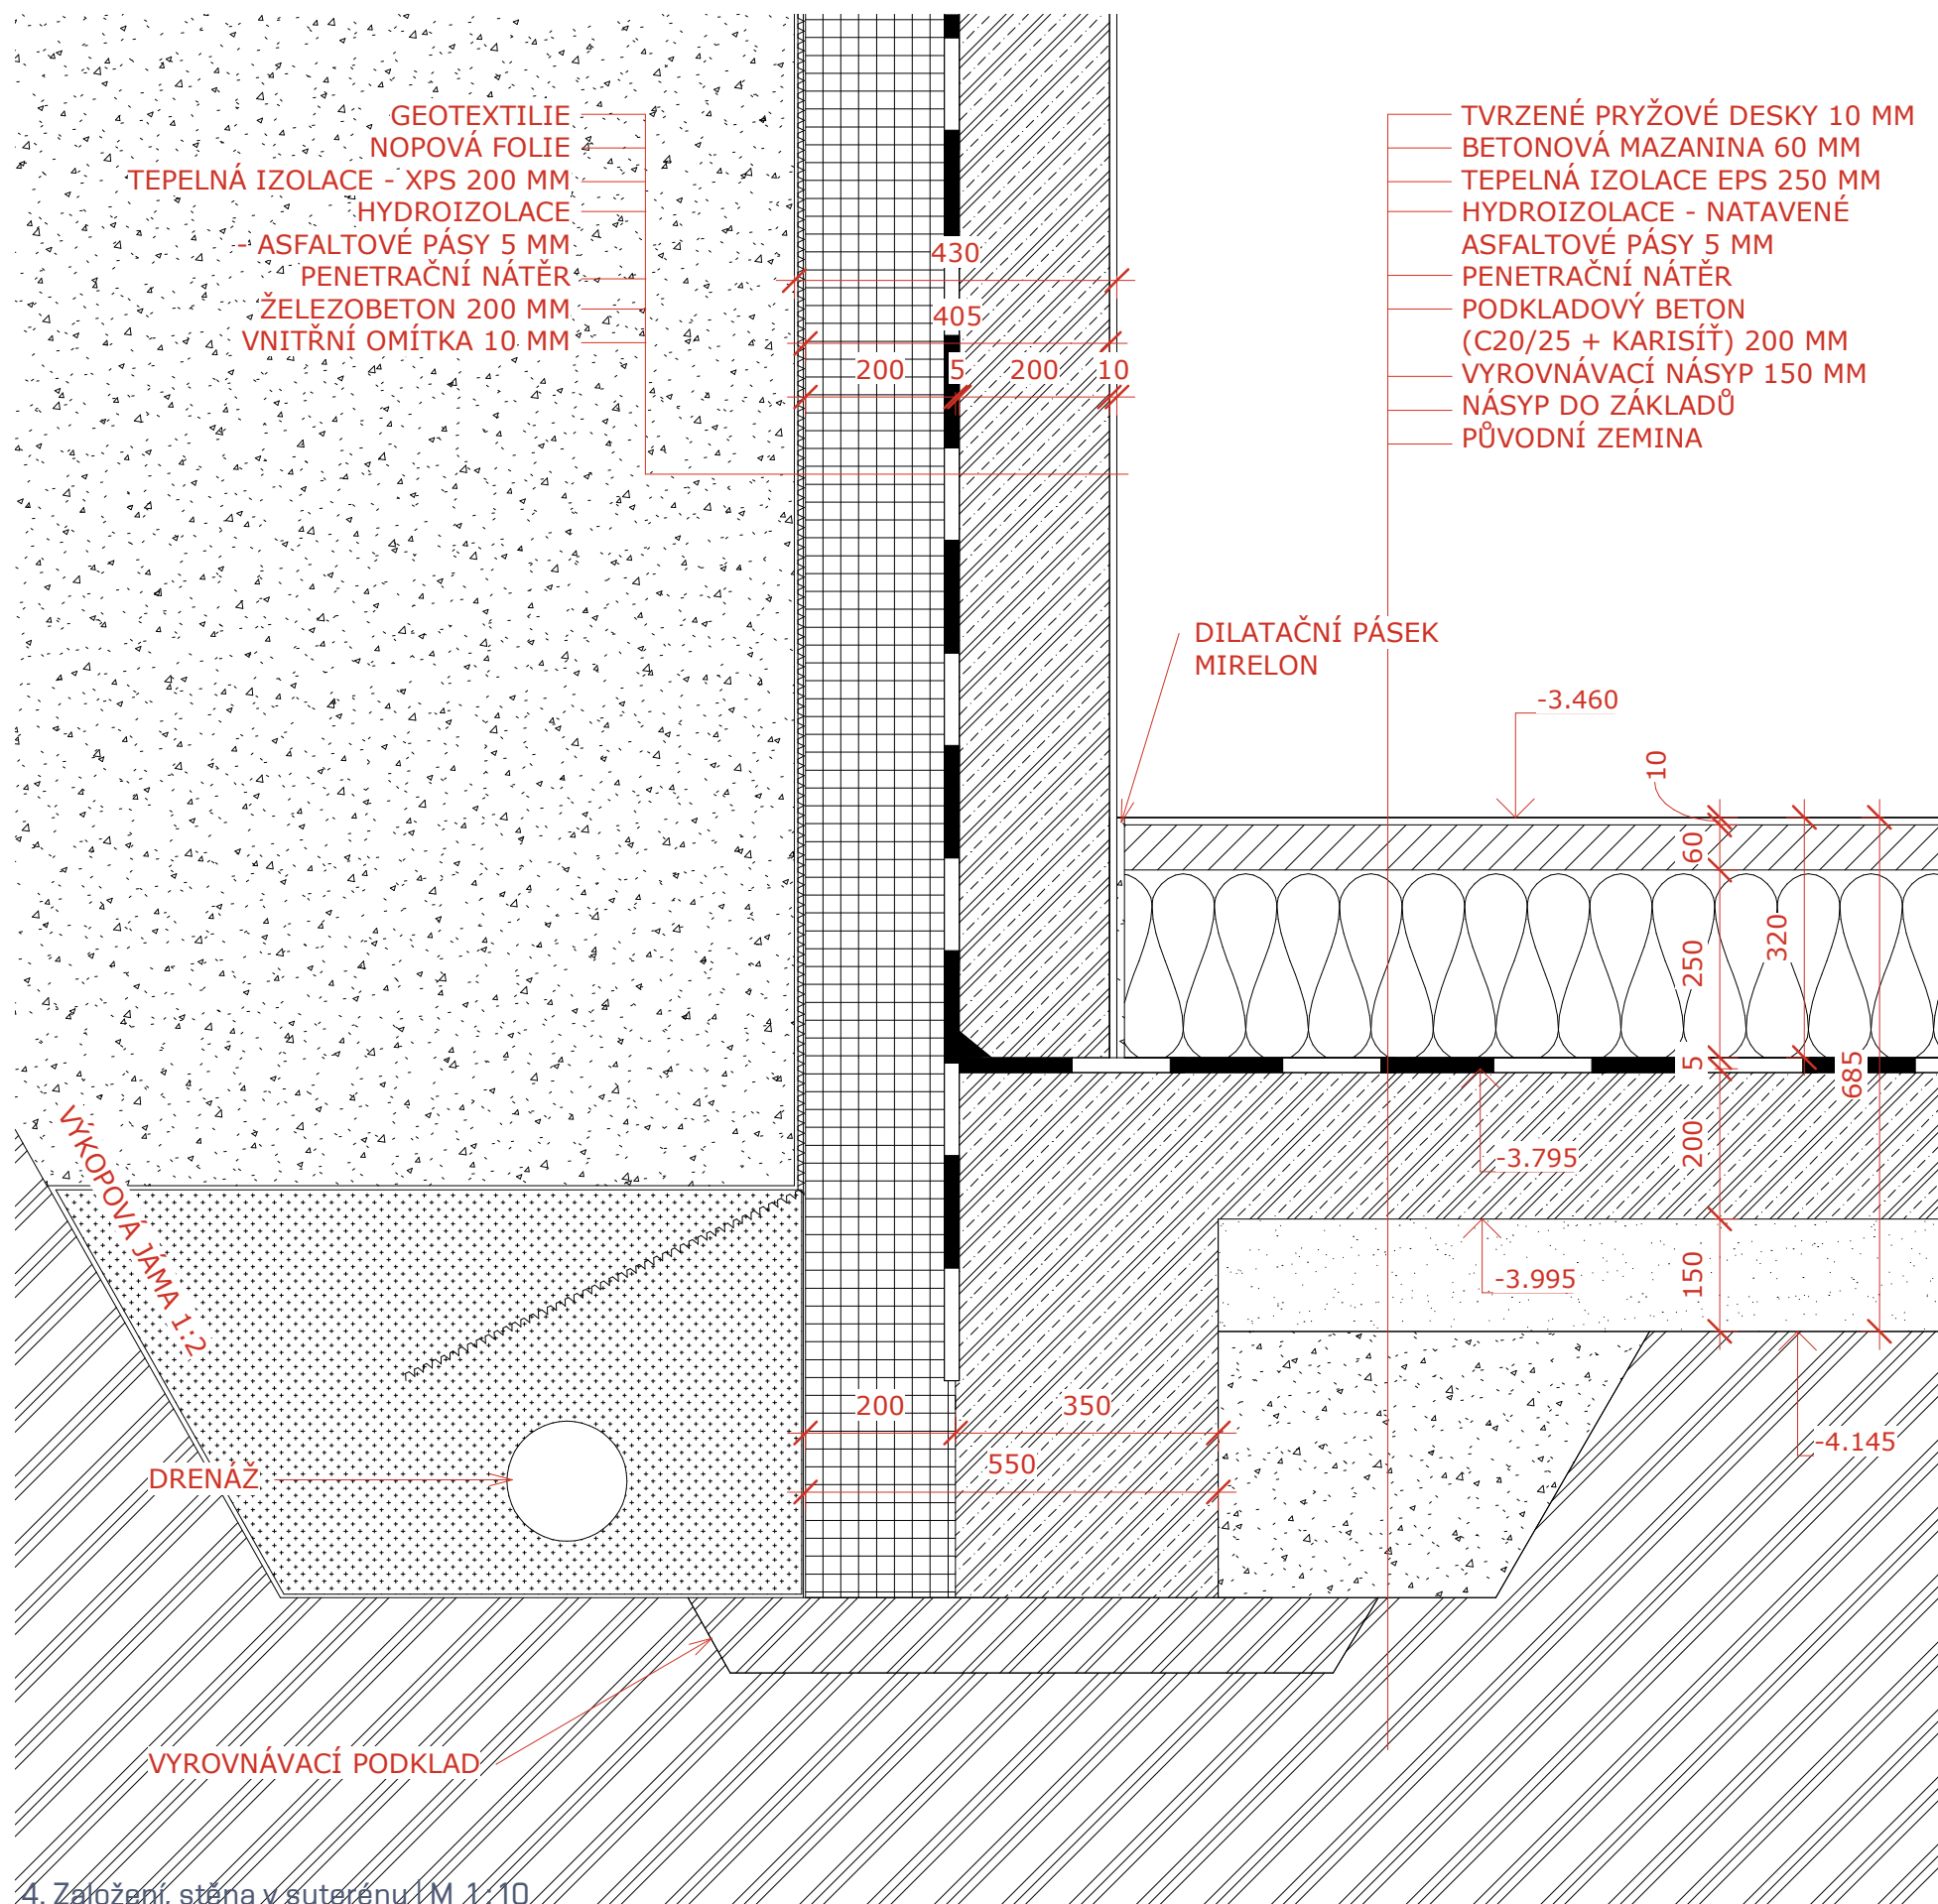 GEOTEXTILIE
NOPOVÁ FOLIE
TEPELNÁ IZOLACE - XPS 200 MM
HYDROIZOLACE
- ASFALTOVÉ PÁSY 5 MM
PENETRAČNÍ NÁTĚR
ŽELEZOBETON 200 MM
VNITŘNÍ OMÍTKA 10 MM
TVRZENÉ PRYŽOVÉ DESKY 10 MM
BETONOVÁ MAZANINA 60 MM
TEPELNÁ IZOLACE EPS 250 MM
HYDROIZOLACE - NATAVENÉ
ASFALTOVÉ PÁSY 5 MM
PENETRAČNÍ NÁTĚR
PODKLADOVÝ BETON
(C20/25 + KARISÍŤ) 200 MM
VYROVNÁVACÍ NÁSYP 150 MM
NÁSYP DO ZÁKLADŮ
PŮVODNÍ ZEMINA
430
405
200 5 200 10
DILATAČNÍ PÁSEK
MIRELON
-3.460
10
60
250
320
5
685
200
150
-3.795
-3.995
-4.145
VÝKOPOVÁ JÁMA 1:2
200 350
550
DRENÁŽ
VYROVNÁVACÍ PODKLAD
4. Založení, stěna v suterénu | M 1:10